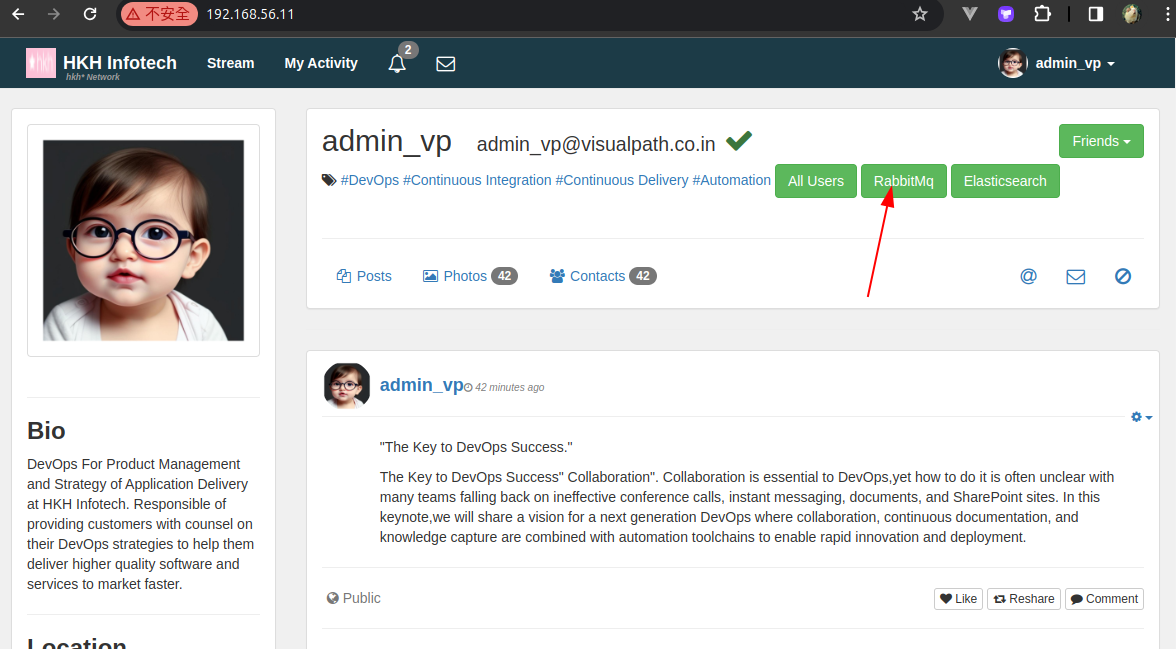 不安全 192.168.56.11
HKH Infotech
hkh* Network
Stream
My Activity
2
admin_vp
admin_vp
admin_vp@visualpath.co.in
Friends
#DevOps #Continuous Integration #Continuous Delivery #Automation
All Users
RabbitMq
Elasticsearch
Posts
Photos 42
Contacts 42
@
Bio
DevOps For Product Management
and Strategy of Application Delivery
at HKH Infotech. Responsible of
providing customers with counsel on
their DevOps strategies to help them
deliver higher quality software and
services to market faster.
Location
admin_vp
42 minutes ago
"The Key to DevOps Success."
The Key to DevOps Success" Collaboration". Collaboration is essential to DevOps,yet how to do it is often unclear with
many teams falling back on ineffective conference calls, instant messaging, documents, and SharePoint sites. In this
keynote,we will share a vision for a next generation DevOps where collaboration, continuous documentation, and
knowledge capture are combined with automation toolchains to enable rapid innovation and deployment.
Public
Like
Reshare
Comment